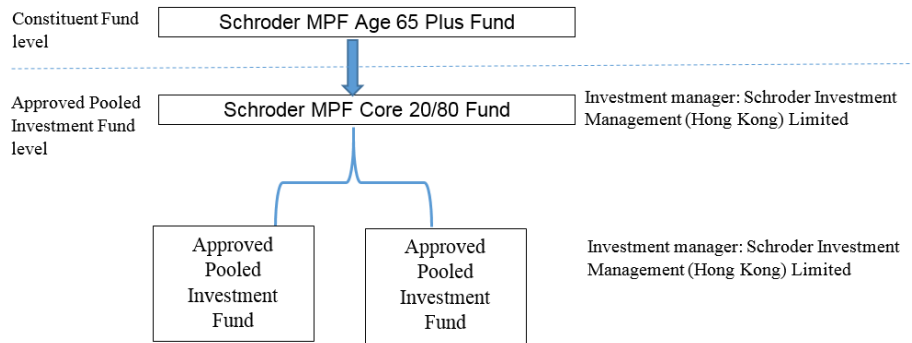 Constituent Fund
level
Schroder MPF Age 65 Plus Fund
Approved Pooled
Investment Fund
level
Schroder MPF Core 20/80 Fund
Investment manager: Schroder Investment
Management (Hong Kong) Limited
Approved
Pooled
Investment
Fund
Approved
Pooled
Investment
Fund
Investment manager: Schroder Investment
Management (Hong Kong) Limited